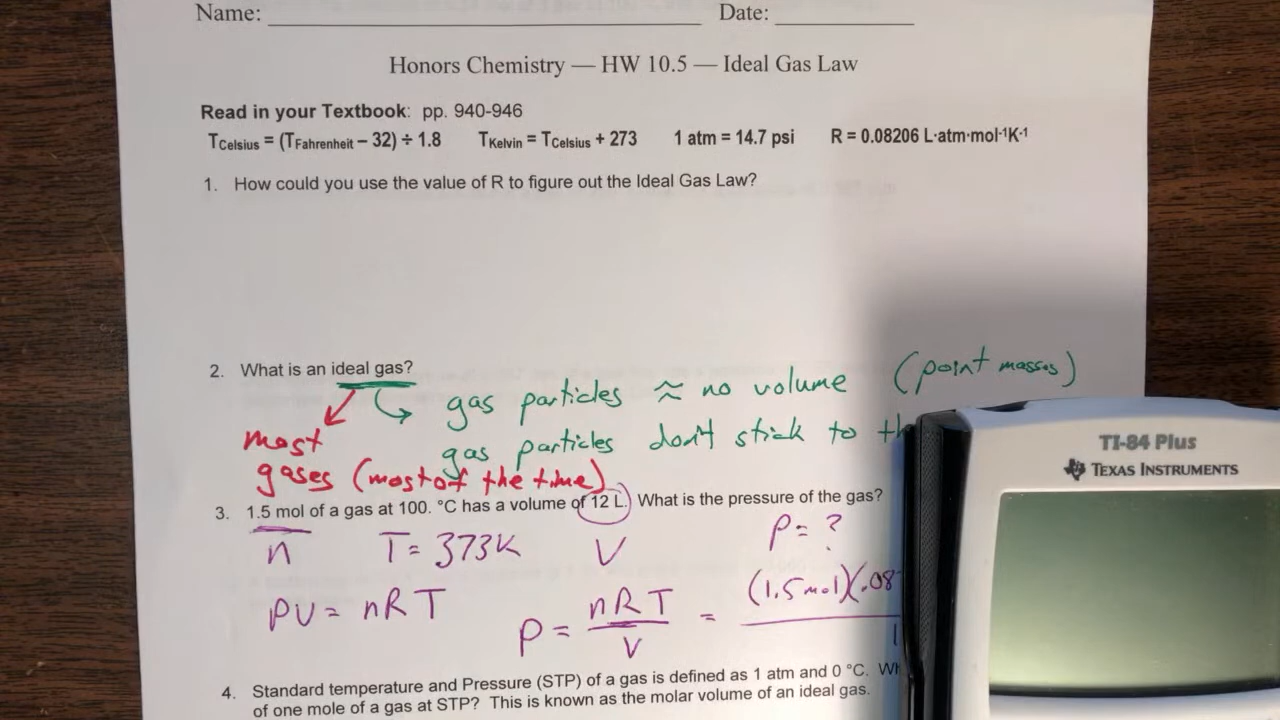 Name: Date:
Honors Chemistry — HW 10.5 — Ideal Gas Law
Read in your Textbook: pp. 940-946
TCelsius = (TFahrenheit – 32) ÷ 1.8 TKelvin = TCelsius + 273 1 atm = 14.7 psi R = 0.08206 L·atm·mol-1K-1
1. How could you use the value of R to figure out the Ideal Gas Law?
2. What is an ideal gas?
gas particles ≈ no volume (point masses)
most gas particles don't stick to
gases (most of the time)
3. 1.5 mol of a gas at 100. °C has a volume of 12 L. What is the pressure of the gas?
n T = 373K V P = ?
PV = nRT P = nRT / V = (1.5 mol)(.08
4. Standard temperature and Pressure (STP) of a gas is defined as 1 atm and 0 °C.
of one mole of a gas at STP? This is known as the molar volume of an ideal gas.
TI-84 Plus
TEXAS INSTRUMENTS